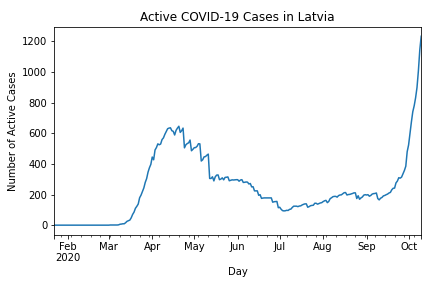 Active COVID-19 Cases in Latvia
Number of Active Cases
1200
1000
800
600
400
200
0
Feb Mar Apr May Jun Jul Aug Sep Oct
2020
Day